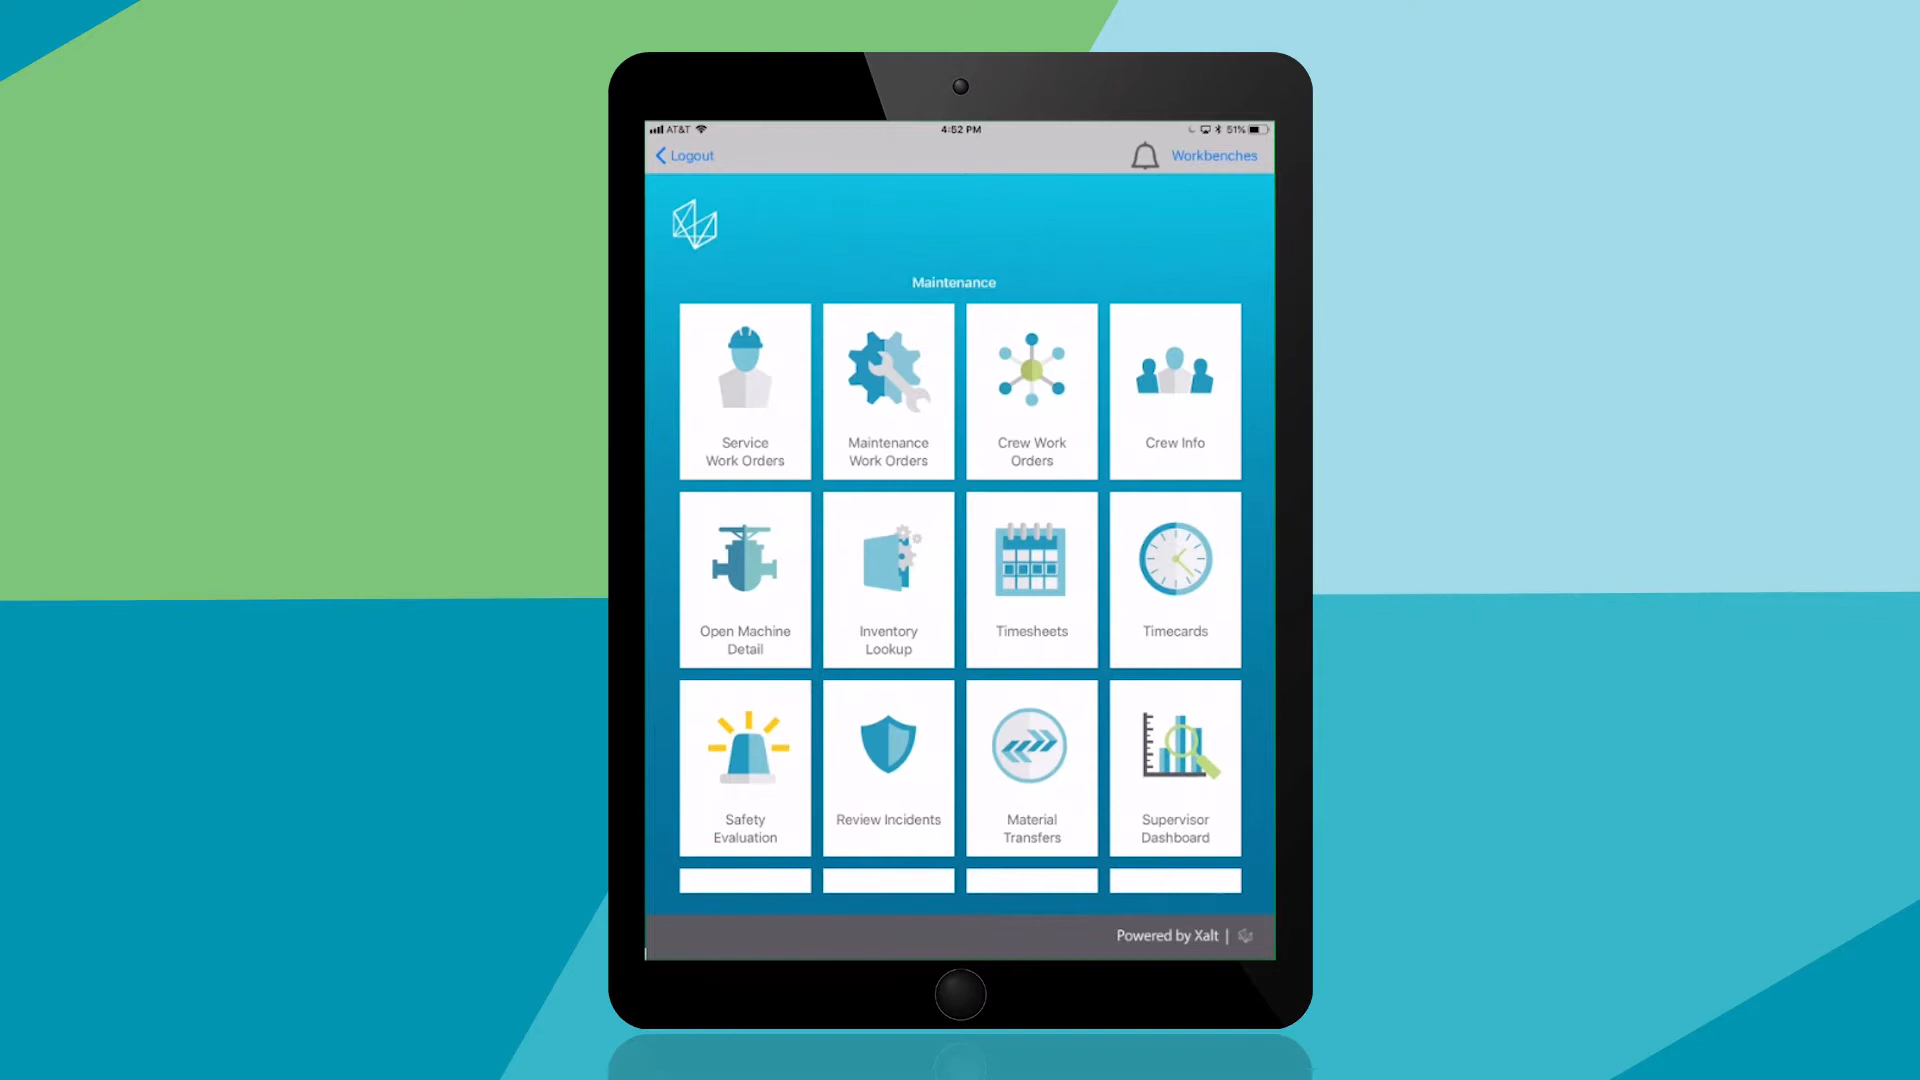 AT&T
4:52 PM
51%
Logout
Workbenches
Maintenance
Service
Work Orders
Maintenance
Work Orders
Crew Work
Orders
Crew Info
Open Machine
Detail
Inventory
Lookup
Timesheets
Timecards
Safety
Evaluation
Review Incidents
Material
Transfers
Supervisor
Dashboard
Powered by Xalt |